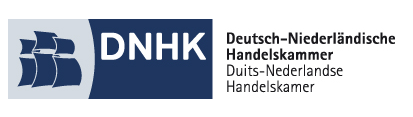 DNHK
Deutsch-Niederländische
Handelskammer
Duits-Nederlandse
Handelskamer